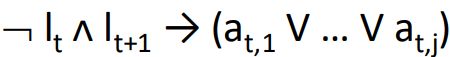 ¬ lₜ ∧ lₜ₊₁ → (aₜ,₁ V ... V aₜ,ⱼ)